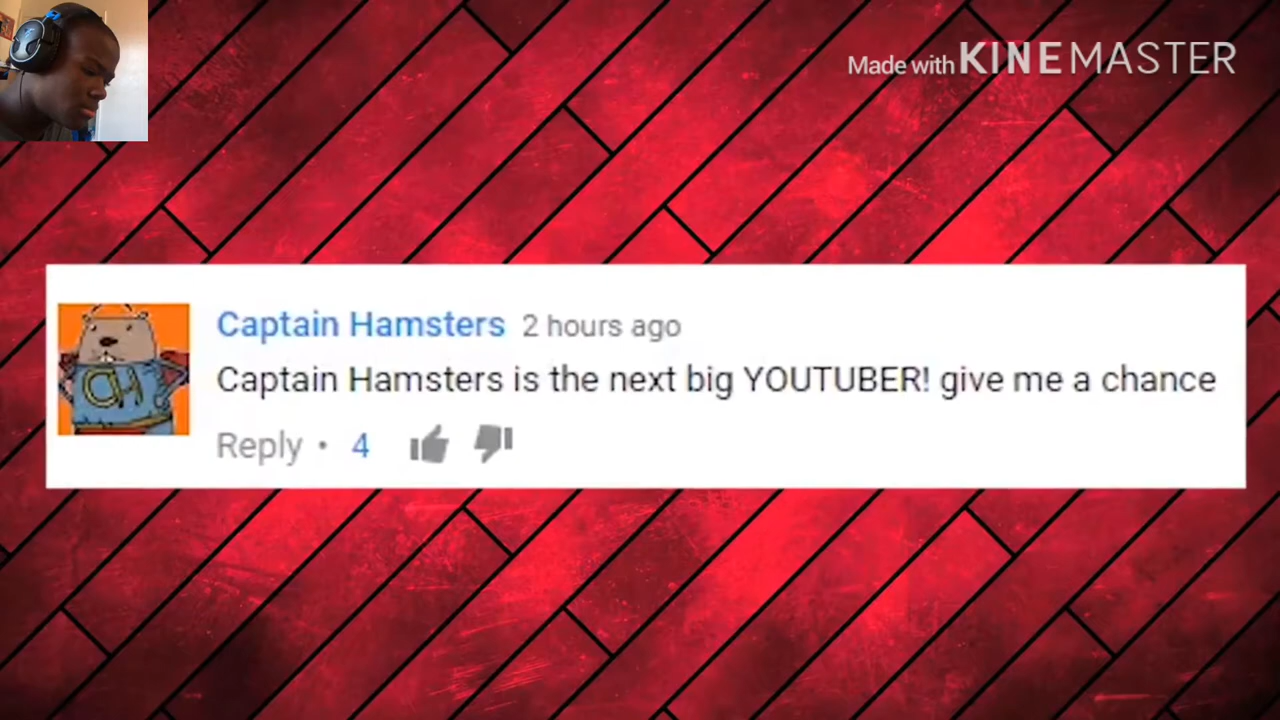 Made with KINEMASTER
Captain Hamsters 2 hours ago
Captain Hamsters is the next big YOUTUBER! give me a chance
Reply • 4
CH